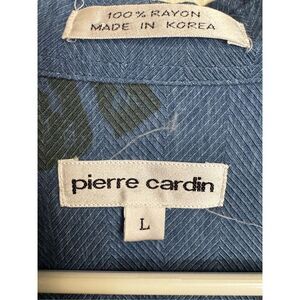 100% RAYON
MADE IN KOREA
pierre cardin
L